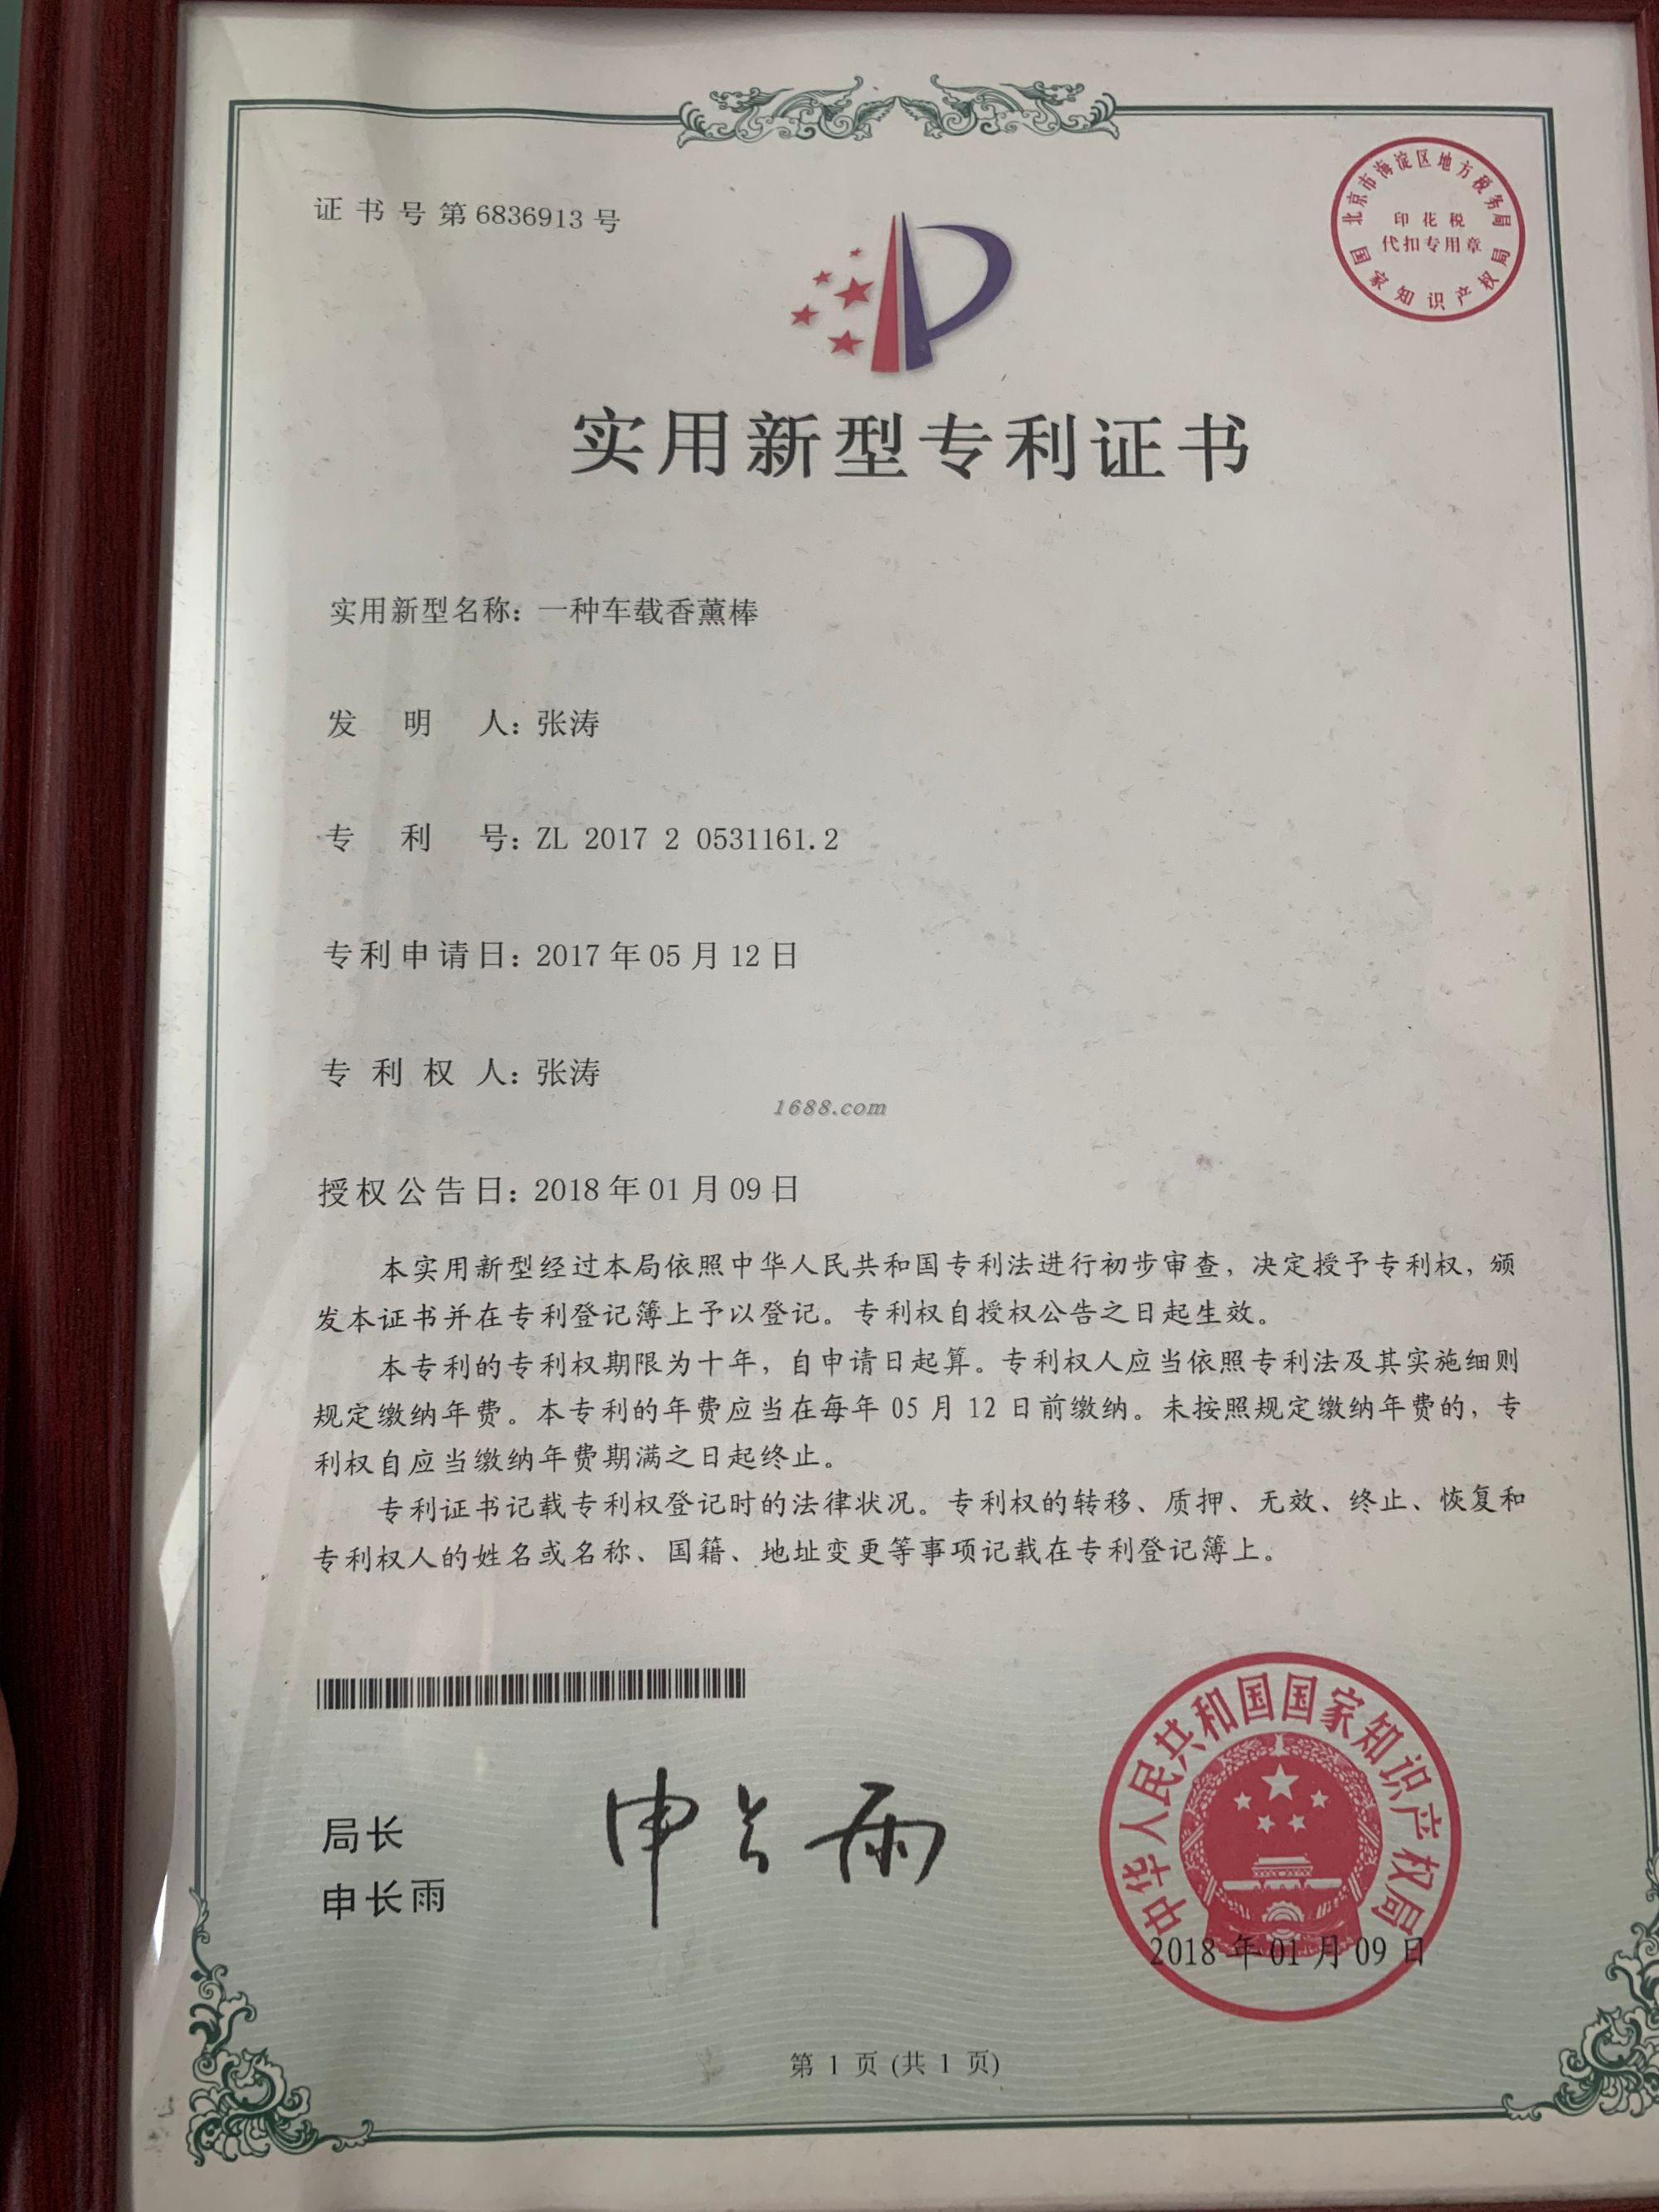 证书号第6836913号
北京市海淀区地方税务局
印花税
代扣专用章
国家知识产权局
实用新型专利证书
实用新型名称：一种车载香薰棒
发明人：张涛
专利号：ZL 2017 2 0531161.2
专利申请日：2017年05月12日
专利权人：张涛
1688.com
授权公告日：2018年01月09日
本实用新型经过本局依照中华人民共和国专利法进行初步审查，决定授予专利权，颁
发本证书并在专利登记簿上予以登记。专利权自授权公告之日起生效。
本专利的专利权期限为十年，自申请日起算。专利权人应当依照专利法及其实施细则
规定缴纳年费。本专利的年费应当在每年05月12日前缴纳。未按照规定缴纳年费的，专
利权自应当缴纳年费期满之日起终止。
专利证书记载专利权登记时的法律状况。专利权的转移、质押、无效、终止、恢复和
专利权人的姓名或名称、国籍、地址变更等事项记载在专利登记簿上。
局长
申长雨
申长雨
中华人民共和国国家知识产权局
2018年01月09日
第 1 页 (共 1 页)